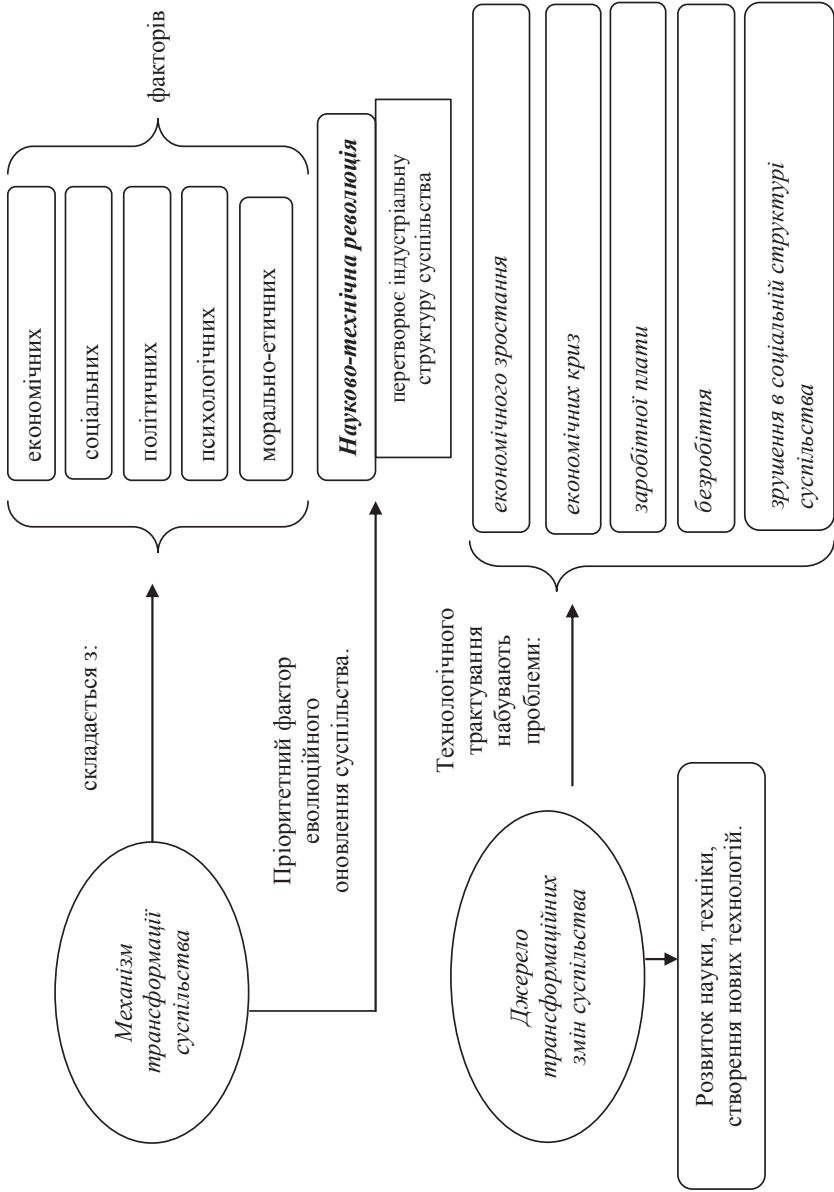 Механізм
трансформації
суспільства
складається з:
економічних
соціальних
політичних
психологічних
морально-етичних
факторів
Пріоритетний фактор
еволюційного
оновлення суспільства.
Науково-технічна революція
перетворює індустріальну
структуру суспільства
Джерело
трансформаційних
змін суспільства
Технологічного
трактування
набувають
проблеми:
економічного зростання
економічних криз
заробітної плати
безробіття
зрушення в соціальній структурі
суспільства
Розвиток науки, техніки,
створення нових технологій.